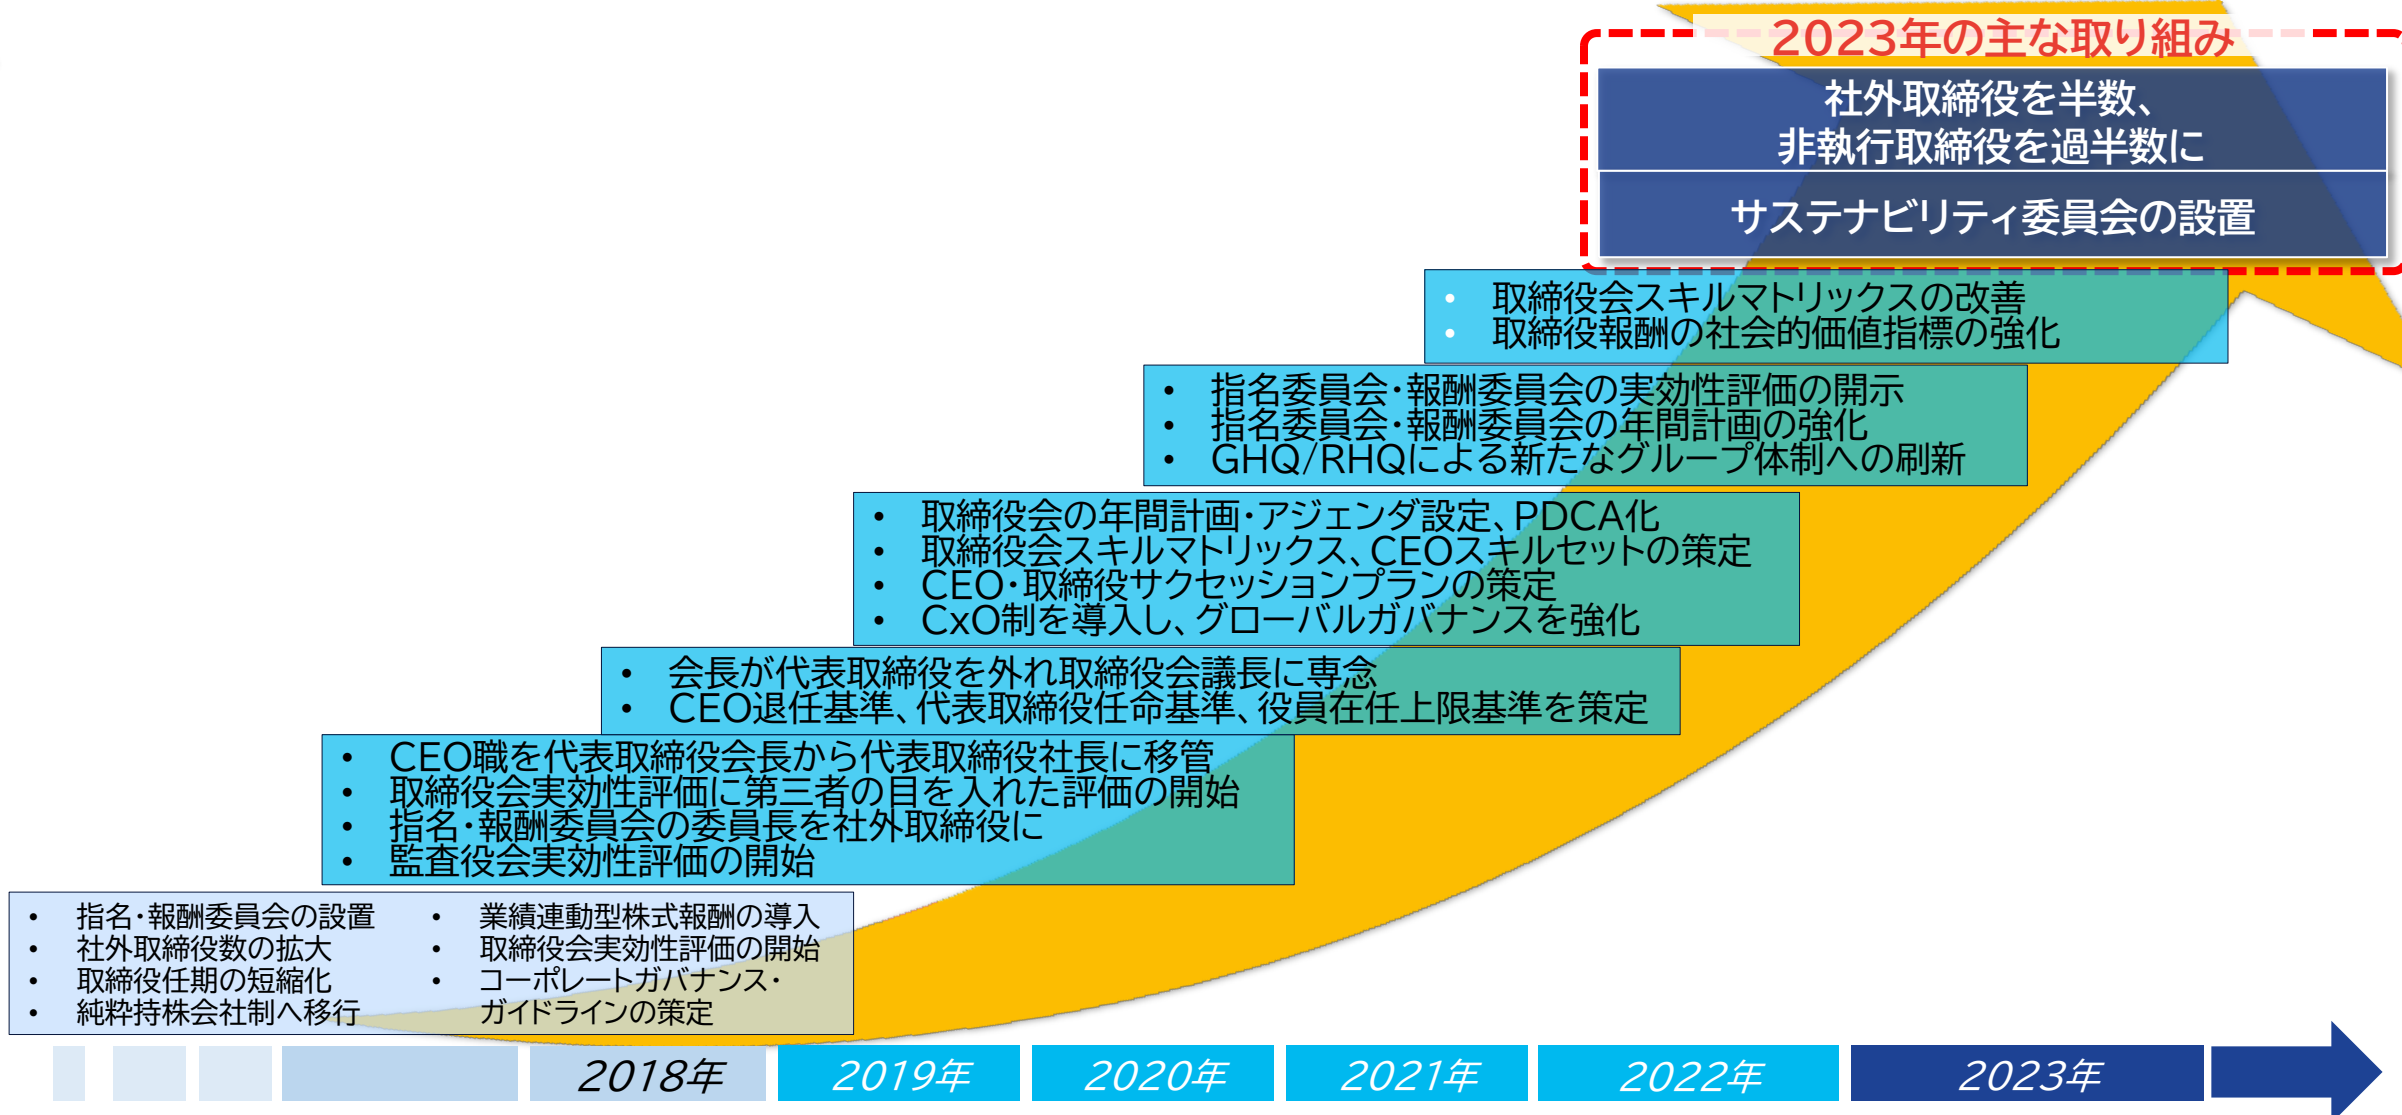 2023年の主な取り組み
社外取締役を半数、
非執行取締役を過半数に
サステナビリティ委員会の設置
• 取締役会スキルマトリックスの改善
• 取締役報酬の社会的価値指標の強化
• 指名委員会・報酬委員会の実効性評価の開示
• 指名委員会・報酬委員会の年間計画の強化
• GHQ/RHQによる新たなグループ体制への刷新
• 取締役会の年間計画・アジェンダ設定、PDCA化
• 取締役会スキルマトリックス、CEOスキルセットの策定
• CEO・取締役サクセッションプランの策定
• CxO制を導入し、グローバルガバナンスを強化
• 会長が代表取締役を外れ取締役会議長に専念
• CEO退任基準、代表取締役任命基準、役員在任上限基準を策定
• CEO職を代表取締役会長から代表取締役社長に移管
• 取締役会実効性評価に第三者の目を入れた評価の開始
• 指名・報酬委員会の委員長を社外取締役に
• 監査役会実効性評価の開始
• 指名・報酬委員会の設置
• 社外取締役数の拡大
• 取締役任期の短縮化
• 純粋持株会社制へ移行
• 業績連動型株式報酬の導入
• 取締役会実効性評価の開始
• コーポレートガバナンス・
ガイドラインの策定
2018年
2019年
2020年
2021年
2022年
2023年